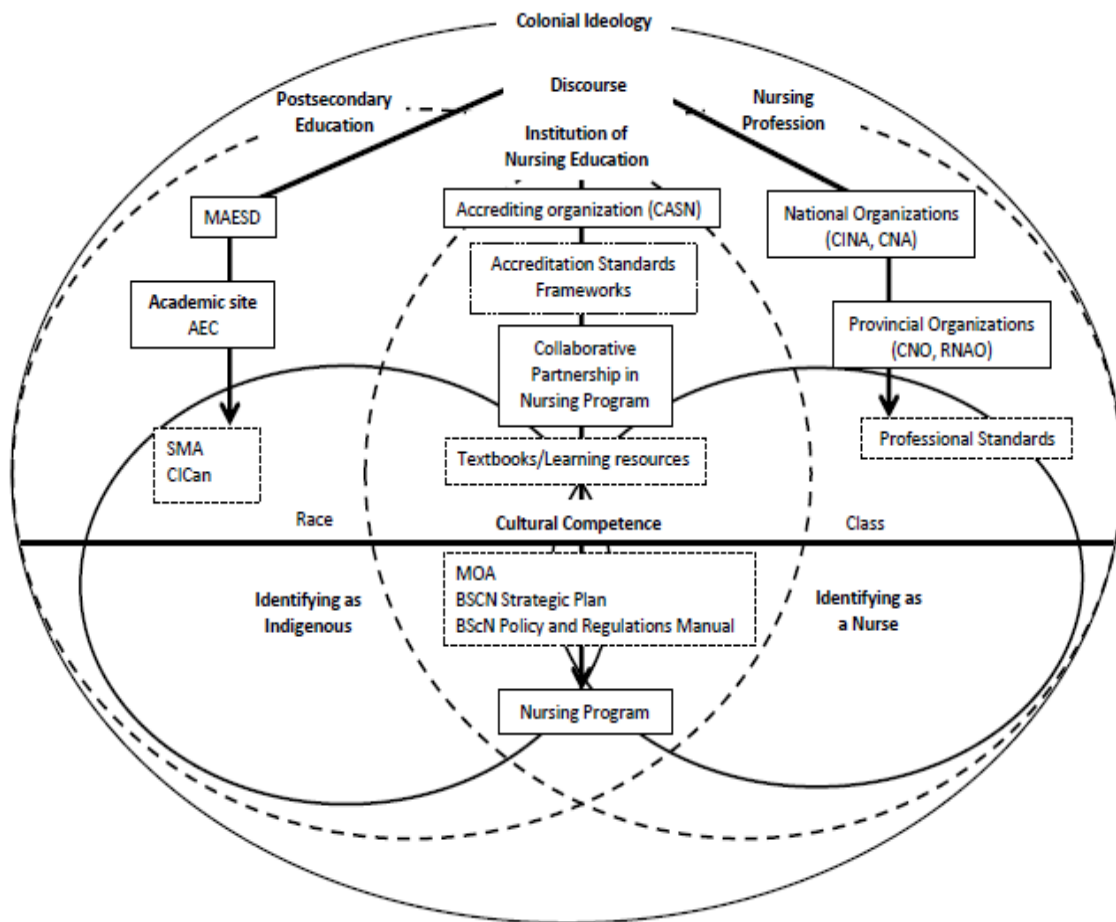 Colonial Ideology
Postsecondary
Education
Discourse
Nursing
Profession
Institution of
Nursing Education
MAESD
Accrediting organization (CASN)
National Organizations
(CINA, CNA)
Accreditation Standards
Frameworks
Academic site
AEC
Provincial Organizations
(CNO, RNAO)
Collaborative
Partnership in
Nursing Program
SMA
CICan
Textbooks/Learning resources
Professional Standards
Race
Cultural Competence
Class
MOA
BSCN Strategic Plan
BScN Policy and Regulations Manual
Identifying as
Indigenous
Identifying as
a Nurse
Nursing Program